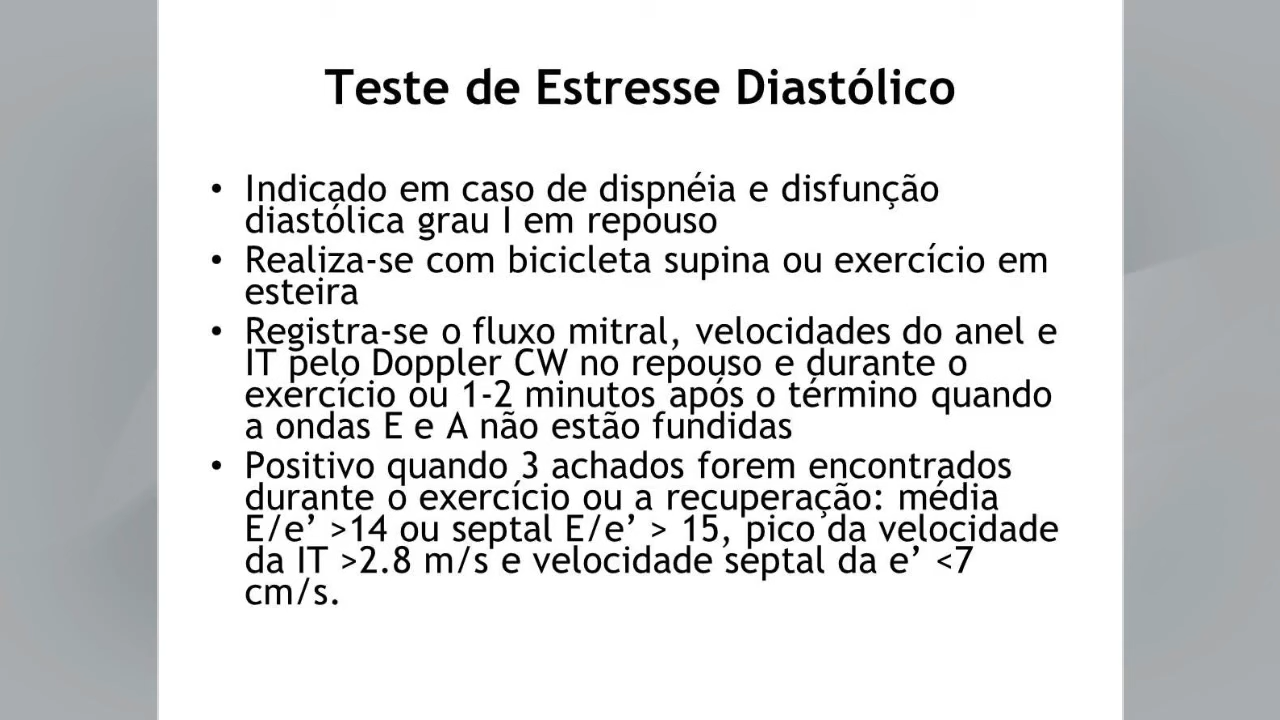 Teste de Estresse Diastólico
• Indicado em caso de dispnéia e disfunção
diastólica grau I em repouso
• Realiza-se com bicicleta supina ou exercício em
esteira
• Registra-se o fluxo mitral, velocidades do anel e
IT pelo Doppler CW no repouso e durante o
exercício ou 1-2 minutos após o término quando
a ondas E e A não estão fundidas
• Positivo quando 3 achados forem encontrados
durante o exercício ou a recuperação: média
E/e’ >14 ou septal E/e’ > 15, pico da velocidade
da IT >2.8 m/s e velocidade septal da e’ <7
cm/s.